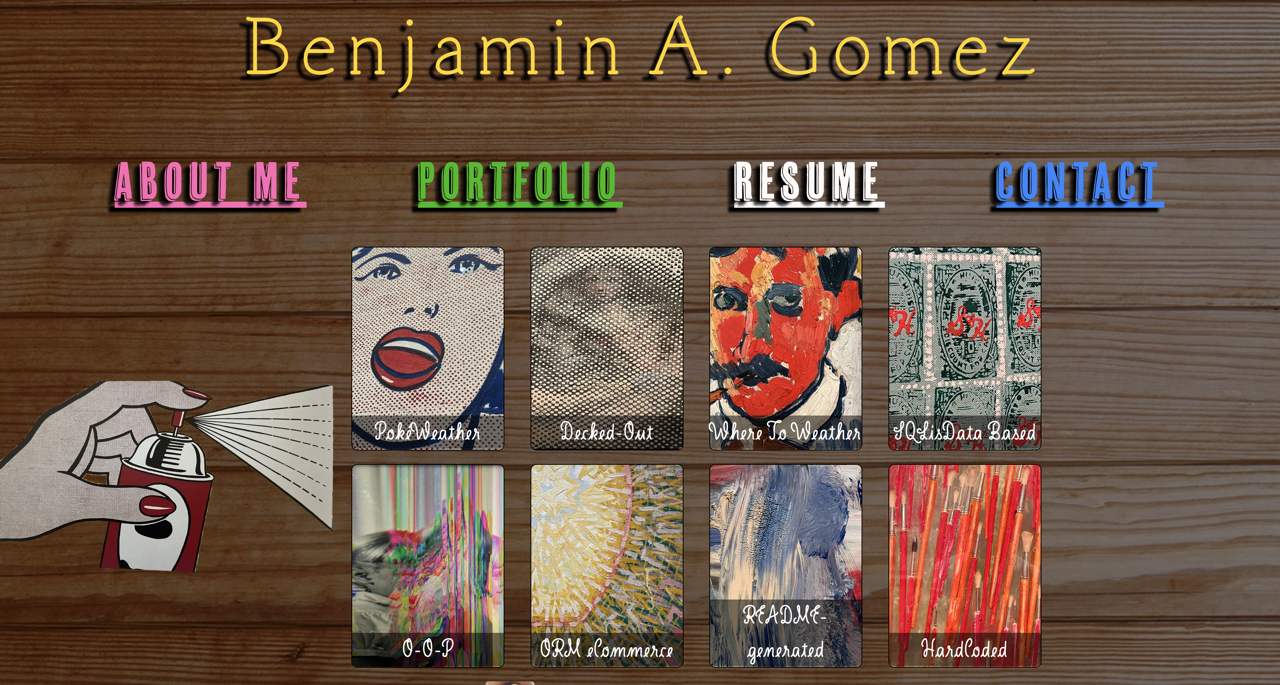 Benjamin A. Gomez
ABOUT ME
PORTFOLIO
RESUME
CONTACT
PokéWeather
Decked-Out
Where To Weather
SQLisData Based
S&H
O-O-P
ORM eCommerce
README-
generated
HardCoded